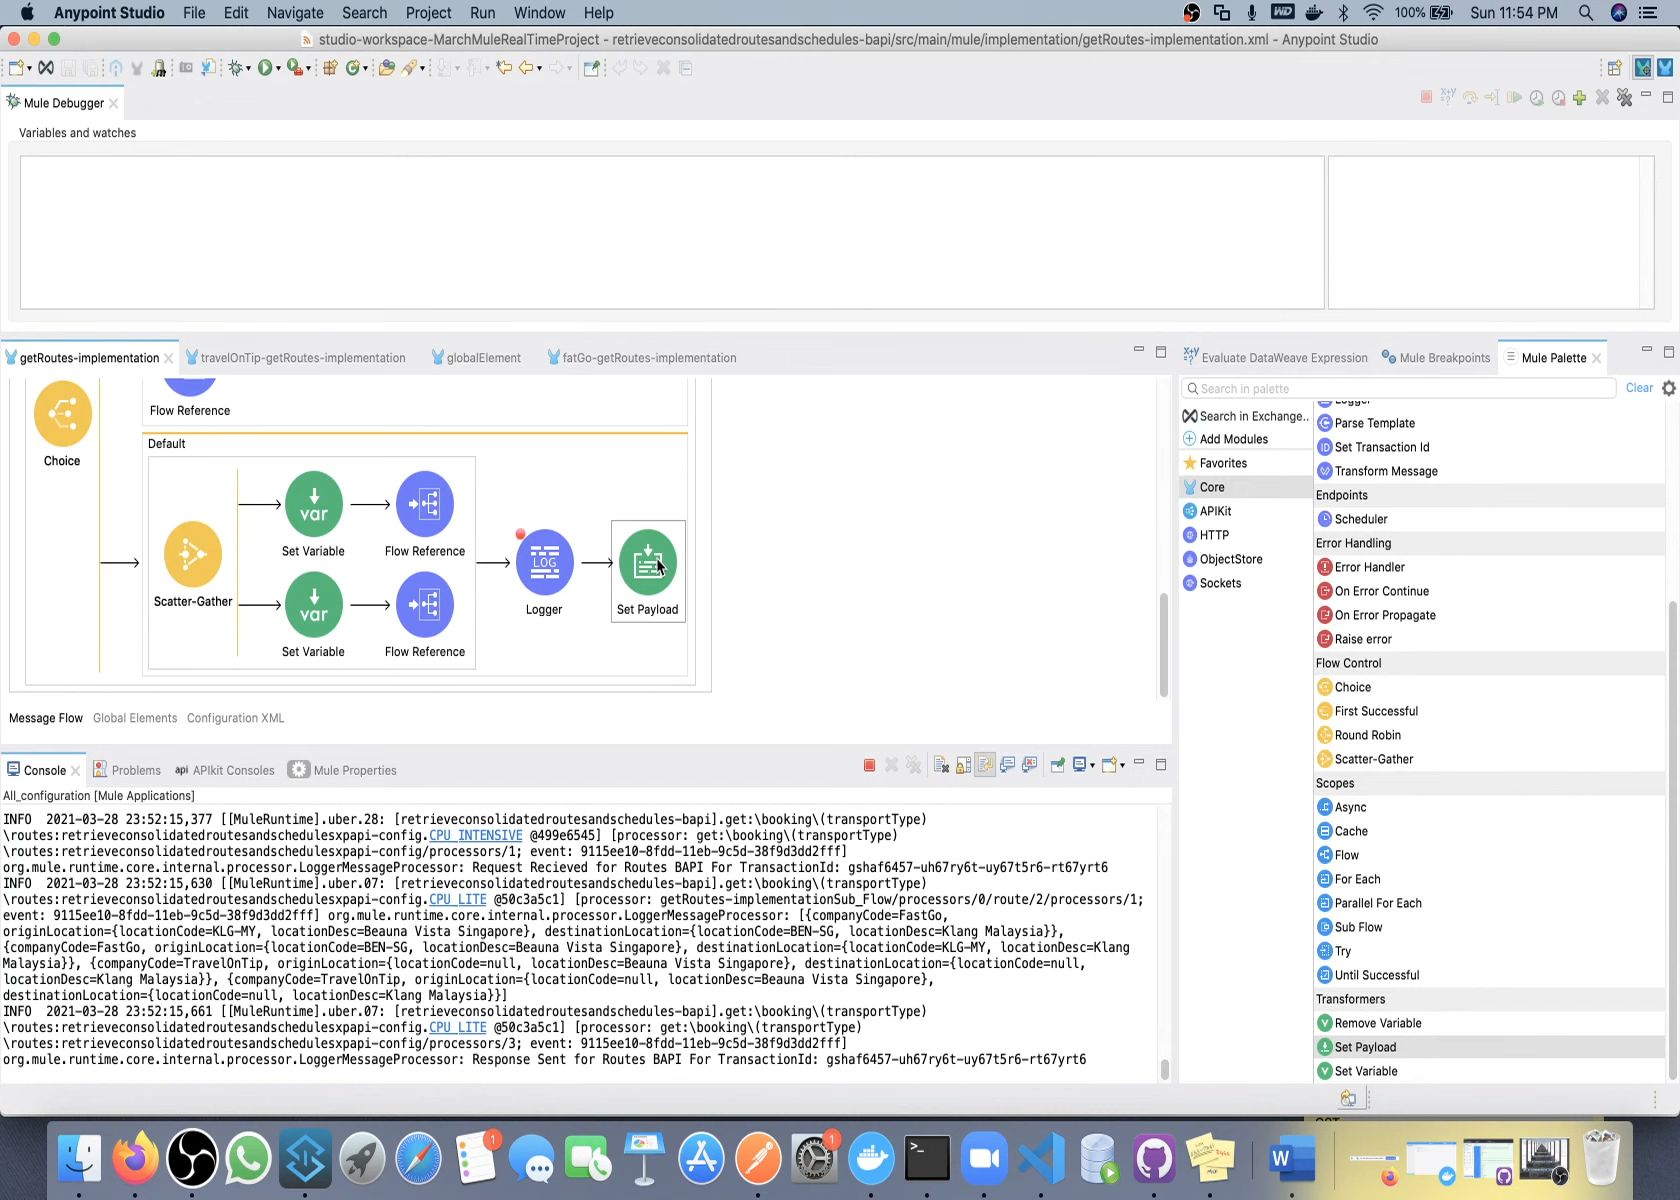 Anypoint Studio File Edit Navigate Search Project Run Window Help
WD 100% Sun 11:54 PM
studio-workspace-MarchMuleRealTimeProject - retrieveconsolidatedroutesandschedules-bapi/src/main/mule/implementation/getRoutes-implementation.xml - Anypoint Studio
Mule Debugger
Variables and watches
getRoutes-implementation travelOnTip-getRoutes-implementation globalElement fatGo-getRoutes-implementation
Flow Reference
Choice
Default
var
Set Variable
Flow Reference
Scatter-Gather
LOG
Logger
Set Payload
var
Set Variable
Flow Reference
Message Flow Global Elements Configuration XML
x+y Evaluate DataWeave Expression Mule Breakpoints Mule Palette
Search in palette Clear
Search in Exchange..
Add Modules
Favorites
Core
APIKit
HTTP
ObjectStore
Sockets
Logger
Parse Template
Set Transaction Id
Transform Message
Endpoints
Scheduler
Error Handling
Error Handler
On Error Continue
On Error Propagate
Raise error
Flow Control
Choice
First Successful
Round Robin
Scatter-Gather
Scopes
Async
Cache
Flow
For Each
Parallel For Each
Sub Flow
Try
Until Successful
Transformers
Remove Variable
Set Payload
Set Variable
Console Problems api APIkit Consoles Mule Properties
All_configuration [Mule Applications]
INFO  2021-03-28 23:52:15,377 [[MuleRuntime].uber.28: [retrieveconsolidatedroutesandschedules-bapi].get:\booking\(transportType)
\routes:retrieveconsolidatedroutesandschedulesxpapi-config.CPU_INTENSIVE @499e6545] [processor: get:\booking\(transportType)
\routes:retrieveconsolidatedroutesandschedulesxpapi-config/processors/1; event: 9115ee10-8fdd-11eb-9c5d-38f9d3dd2fff]
org.mule.runtime.core.internal.processor.LoggerMessageProcessor: Request Recieved for Routes BAPI For TransactionId: gshaf6457-uh67ry6t-uy67t5r6-rt67yrt6
INFO  2021-03-28 23:52:15,630 [[MuleRuntime].uber.07: [retrieveconsolidatedroutesandschedules-bapi].get:\booking\(transportType)
\routes:retrieveconsolidatedroutesandschedulesxpapi-config.CPU_LITE @50c3a5c1] [processor: getRoutes-implementationSub_Flow/processors/0/route/2/processors/1;
event: 9115ee10-8fdd-11eb-9c5d-38f9d3dd2fff] org.mule.runtime.core.internal.processor.LoggerMessageProcessor: [{companyCode=FastGo,
originLocation={locationCode=KLG-MY, locationDesc=Beauna Vista Singapore}, destinationLocation={locationCode=BEN-SG, locationDesc=Klang Malaysia}},
{companyCode=FastGo, originLocation={locationCode=BEN-SG, locationDesc=Beauna Vista Singapore}, destinationLocation={locationCode=KLG-MY, locationDesc=Klang
Malaysia}}, {companyCode=TravelOnTip, originLocation={locationCode=null, locationDesc=Beauna Vista Singapore}, destinationLocation={locationCode=null,
locationDesc=Klang Malaysia}}, {companyCode=TravelOnTip, originLocation={locationCode=null, locationDesc=Beauna Vista Singapore},
destinationLocation={locationCode=null, locationDesc=Klang Malaysia}}]
INFO  2021-03-28 23:52:15,661 [[MuleRuntime].uber.07: [retrieveconsolidatedroutesandschedules-bapi].get:\booking\(transportType)
\routes:retrieveconsolidatedroutesandschedulesxpapi-config.CPU_LITE @50c3a5c1] [processor: get:\booking\(transportType)
\routes:retrieveconsolidatedroutesandschedulesxpapi-config/processors/3; event: 9115ee10-8fdd-11eb-9c5d-38f9d3dd2fff]
org.mule.runtime.core.internal.processor.LoggerMessageProcessor: Response Sent for Routes BAPI For TransactionId: gshaf6457-uh67ry6t-uy67t5r6-rt67yrt6
1 1 W